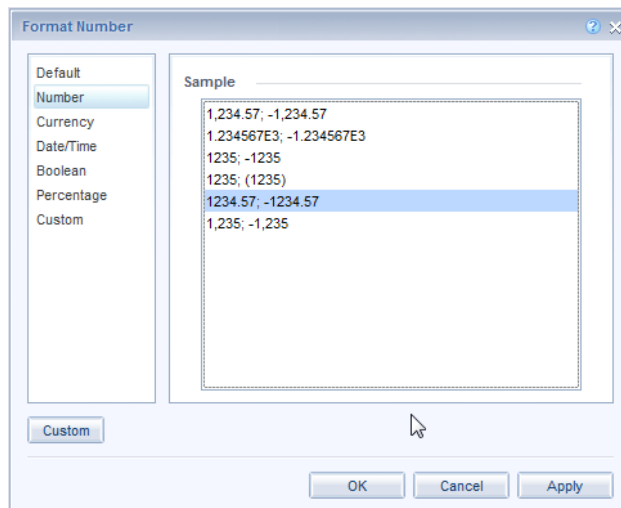 Format Number
Default
Number
Currency
Date/Time
Boolean
Percentage
Custom
Sample
1,234.57; -1,234.57
1.234567E3; -1.234567E3
1235; -1235
1235; (1235)
1234.57; -1234.57
1,235; -1,235
Custom
OK
Cancel
Apply